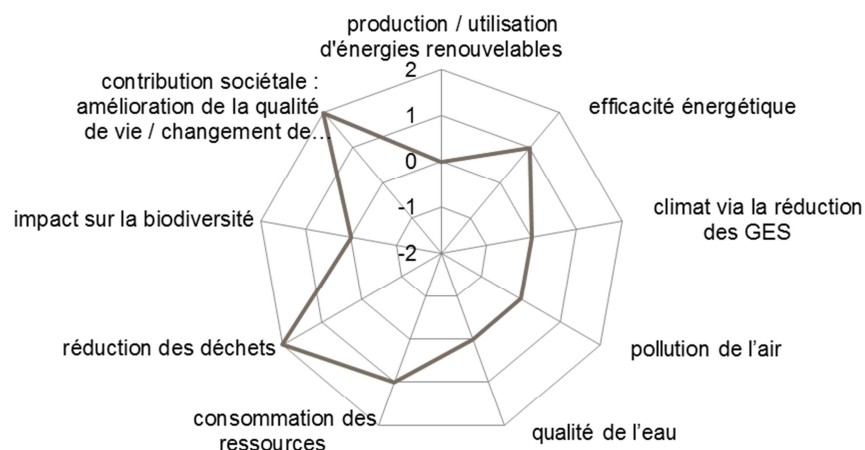 production / utilisation
d'énergies renouvelables
2
1
0
-1
-2
efficacité énergétique
climat via la réduction
des GES
pollution de l’air
qualité de l’eau
consommation des
ressources
réduction des déchets
impact sur la biodiversité
contribution sociétale :
amélioration de la qualité
de vie / changement de…